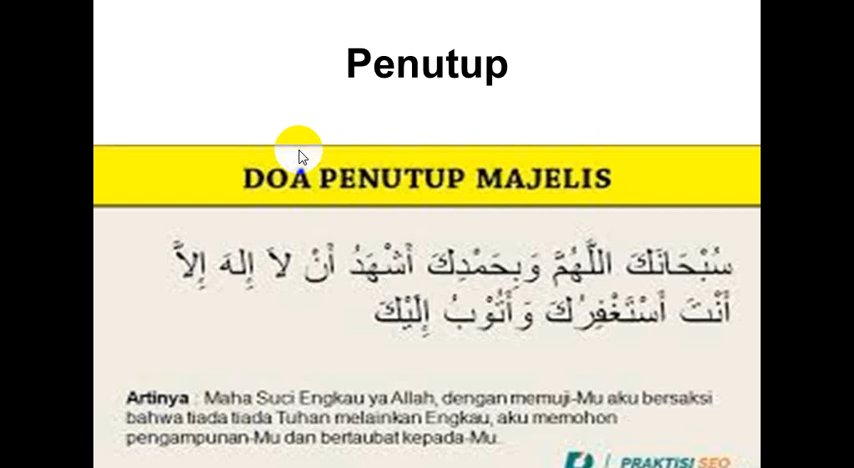 Penutup
DOA PENUTUP MAJELIS
سُبْحَانَكَ اللَّهُمَّ وَبِحَمْدِكَ أَشْهَدُ أَنْ لاَ إِلهَ إِلاَّ
أَنْتَ أَسْتَغْفِرُكَ وَأَتُوْبُ إِلَيْكَ
Artinya : Maha Suci Engkau ya Allah, dengan memuji-Mu aku bersaksi
bahwa tiada tiada Tuhan melainkan Engkau, aku memohon
pengampunan-Mu dan bertaubat kepada-Mu.
PRAKTISI SEO